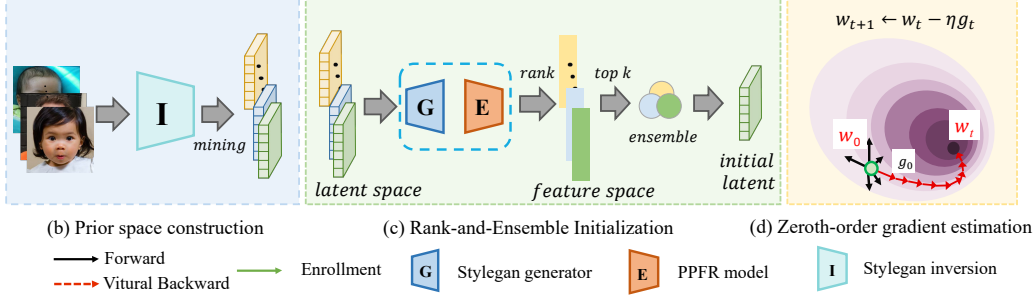 I
mining
latent space
G
E
rank
top k
feature space
ensemble
initial
latent
w_{t+1} ← w_t − ηg_t
w_0
g_0
w_t
(b) Prior space construction
(c) Rank-and-Ensemble Initialization
(d) Zeroth-order gradient estimation
Forward
Vitural Backward
Enrollment
G Stylegan generator
E PPFR model
I Stylegan inversion